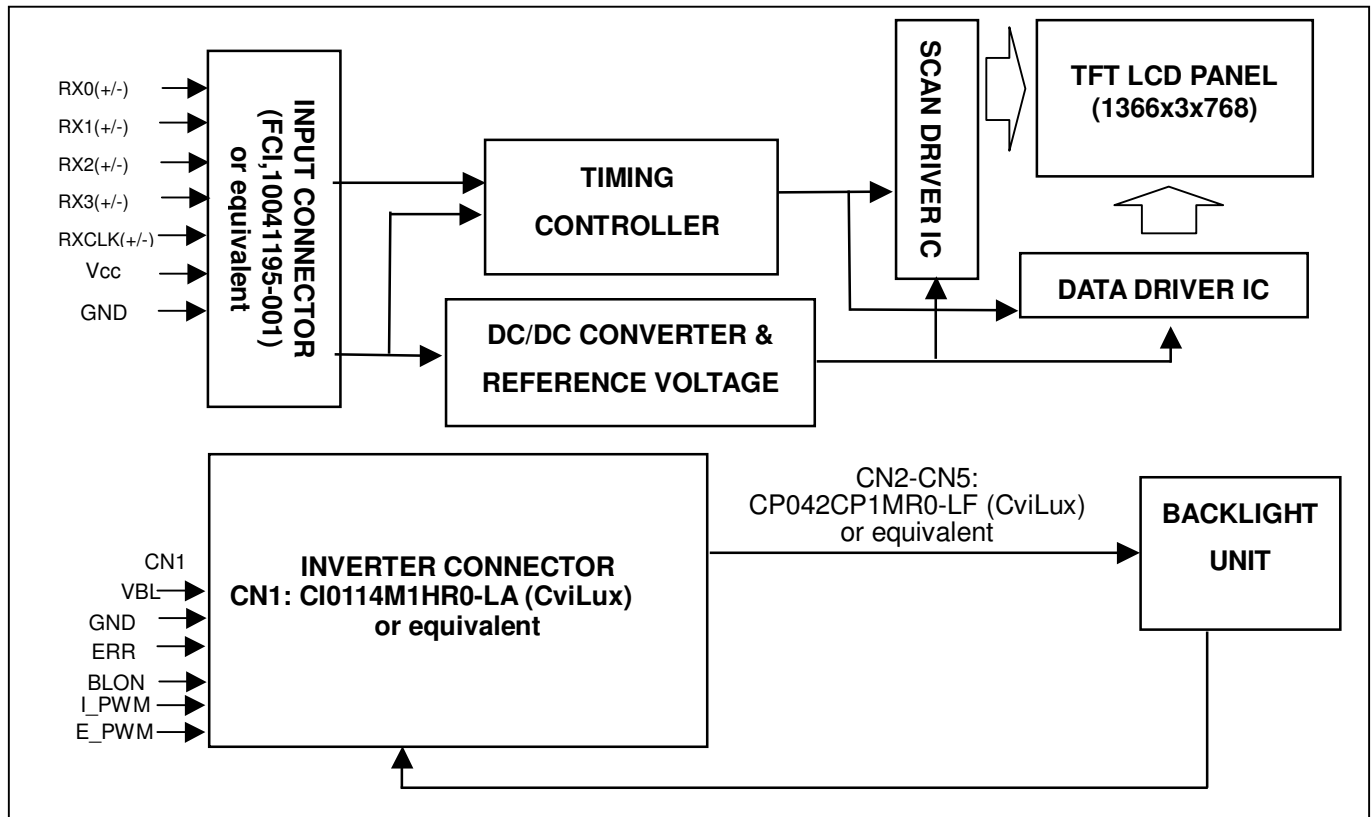 RX0(+/-)
RX1(+/-)
RX2(+/-)
RX3(+/-)
RXCLK(+/-)
Vcc
GND
INPUT CONNECTOR
(FCI,10041195-001)
or equivalent
TIMING
CONTROLLER
DC/DC CONVERTER &
REFERENCE VOLTAGE
SCAN DRIVER IC
TFT LCD PANEL
(1366x3x768)
DATA DRIVER IC
CN1
VBL
GND
ERR
BLON
I_PWM
E_PWM
INVERTER CONNECTOR
CN1: CI0114M1HR0-LA (CviLux)
or equivalent
CN2-CN5:
CP042CP1MR0-LF (CviLux)
or equivalent
BACKLIGHT
UNIT